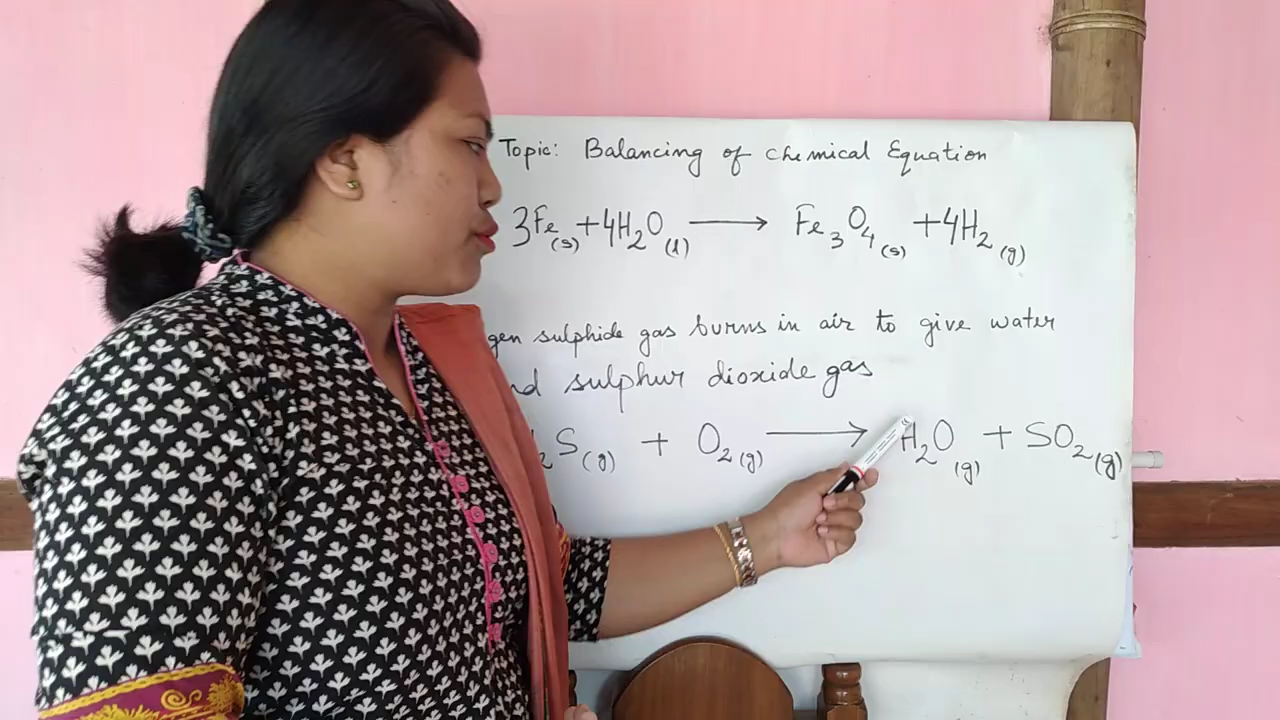 Topic: Balancing of chemical Equation
3Fe(s) + 4H2O(l) → Fe3O4(s) + 4H2(g)
gen sulphide gas burns in air to give water
nd sulphur dioxide gas
2S(g) + O2(g) → H2O(g) + SO2(g)